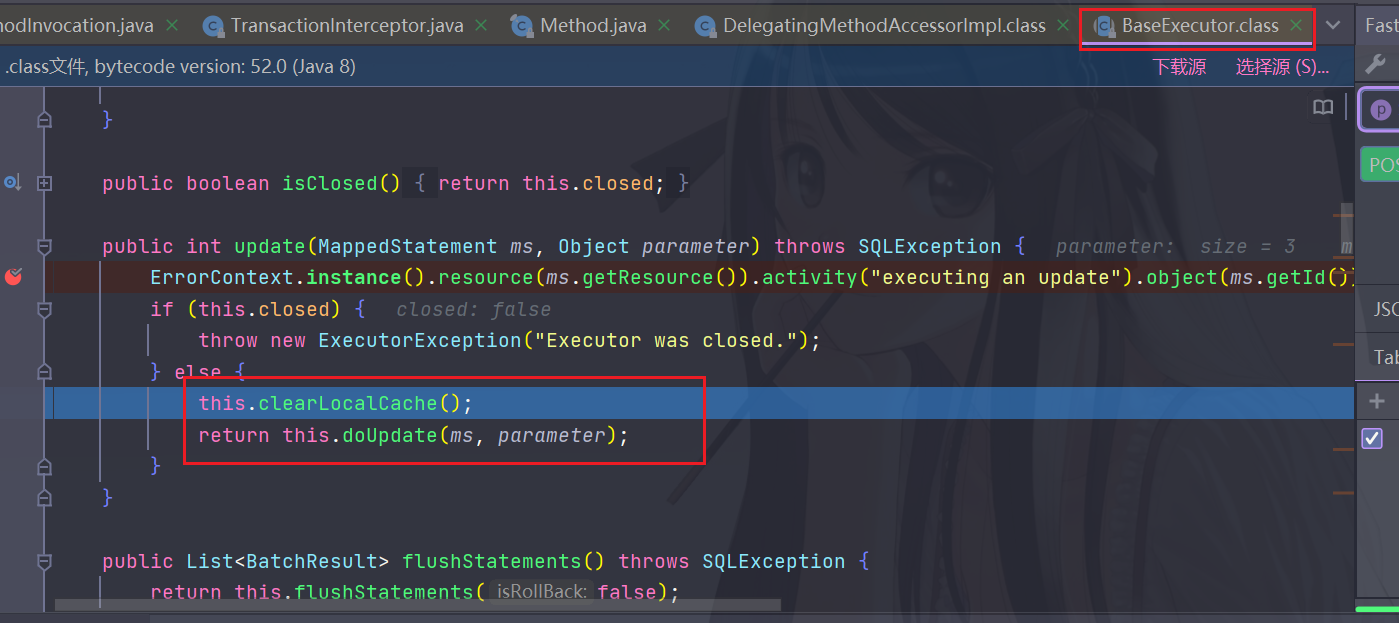 nodInvocation.java TransactionInterceptor.java Method.java DelegatingMethodAccessorImpl.class BaseExecutor.class Fast
.class文件, bytecode version: 52.0 (Java 8) 下载源 选择源 (S)...
}
p
POS
public boolean isClosed() { return this.closed; }
public int update(MappedStatement ms, Object parameter) throws SQLException { parameter: size = 3 m
ErrorContext.instance().resource(ms.getResource()).activity("executing an update").object(ms.getId())
if (this.closed) { closed: false
JSO
throw new ExecutorException("Executor was closed.");
Tab
} else {
this.clearLocalCache();
return this.doUpdate(ms, parameter);
}
}
public List<BatchResult> flushStatements() throws SQLException {
return this.flushStatements( isRollBack: false);